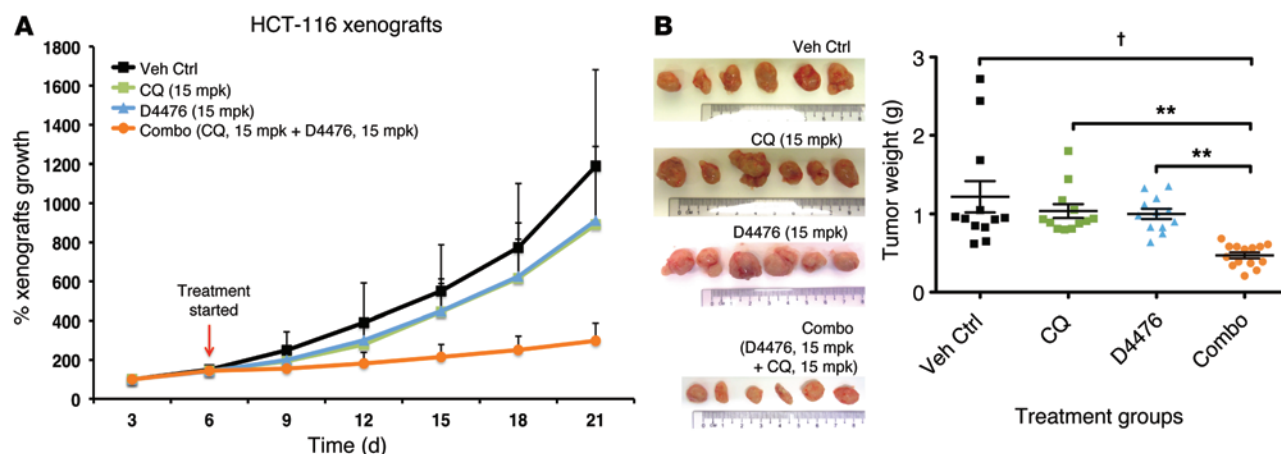 A
HCT-116 xenografts
% xenografts growth
1800
1600
1400
1200
1000
800
600
400
200
0
Veh Ctrl
CQ (15 mpk)
D4476 (15 mpk)
Combo (CQ, 15 mpk + D4476, 15 mpk)
Treatment
started
3 6 9 12 15 18 21
Time (d)
B
Veh Ctrl
CQ (15 mpk)
D4476 (15 mpk)
Combo
(D4476, 15 mpk
+ CQ, 15 mpk)
Tumor weight (g)
3
2
1
0
†
**
**
Veh Ctrl
CQ
D4476
Combo
Treatment groups